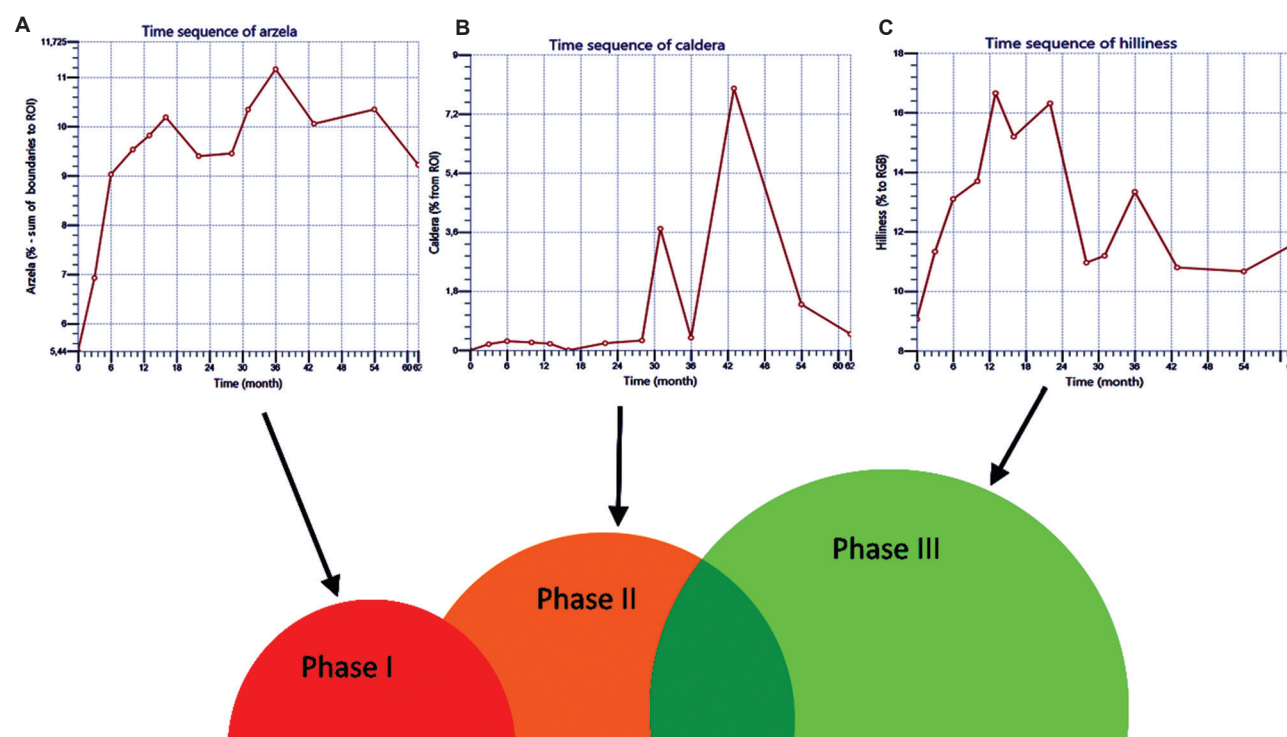 A
Time sequence of arzela
Arzela (% - sum of boundaries to ROI)
11,725
11
10
9
8
7
6
5,44
0 6 12 18 24 30 36 42 48 54 60 62
Time (month)
B
Time sequence of caldera
Caldera (% from ROI)
9
7,2
5,4
3,6
1,8
0
0 6 12 18 24 30 36 42 48 54 60 62
Time (month)
C
Time sequence of hilliness
Hilliness (% to RGB)
18
16
14
12
10
8
0 6 12 18 24 30 36 42 48 54
Time (month)
Phase I
Phase II
Phase III